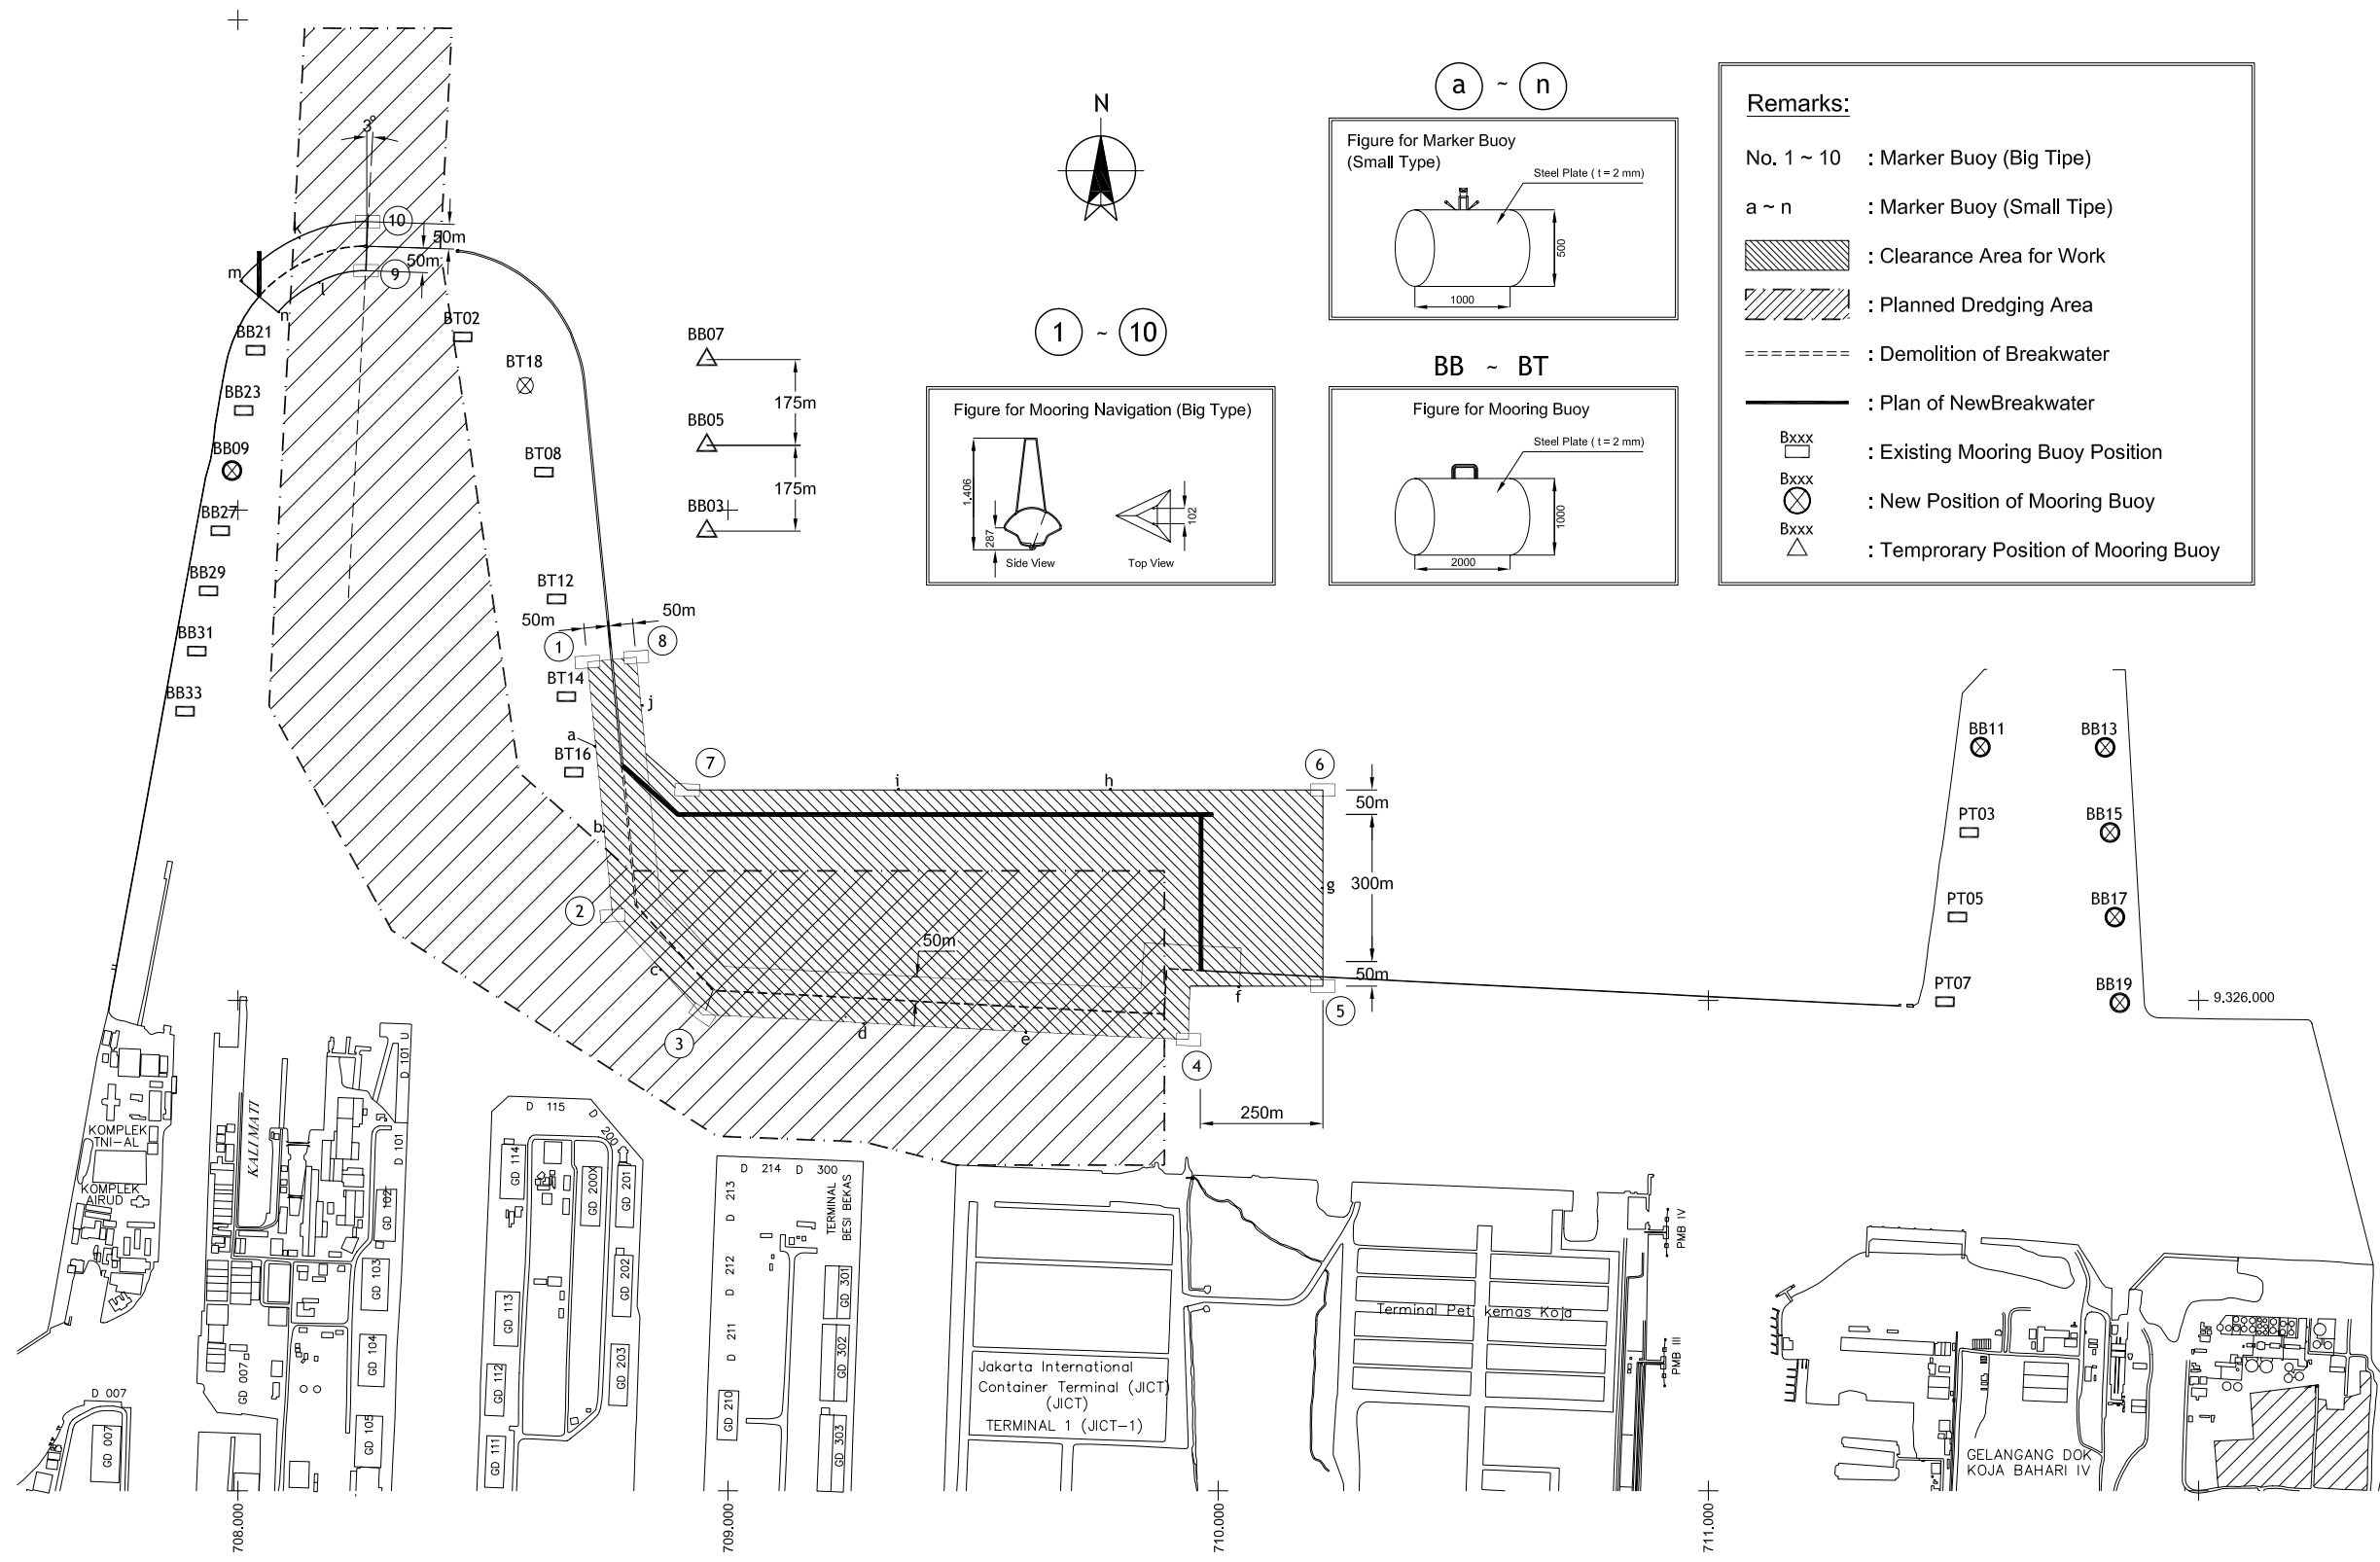 N
a ~ n
Figure for Marker Buoy
(Small Type)
Steel Plate ( t = 2 mm)
500
1000
1 ~ 10
Figure for Mooring Navigation (Big Type)
1.406
287
102
Side View
Top View
BB ~ BT
Figure for Mooring Buoy
Steel Plate ( t = 2 mm)
1000
2000
Remarks:
No. 1 ~ 10 : Marker Buoy (Big Tipe)
a ~ n : Marker Buoy (Small Tipe)
: Clearance Area for Work
: Planned Dredging Area
: Demolition of Breakwater
: Plan of NewBreakwater
Bxxx
: Existing Mooring Buoy Position
Bxxx
: New Position of Mooring Buoy
Bxxx
: Temprorary Position of Mooring Buoy
3°
10
50m
50m
9
m
l
n
BB21
BB23
BB09
BB27
BB29
BB31
BB33
BT02
BT18
BT08
BT12
BT14
BT16
BB07
175m
BB05
175m
BB03
50m
50m
1
8
j
a
b
7
i
h
6
50m
300m
g
50m
2
c
50m
3
d
e
f
4
5
250m
BB11
BB13
PT03
BB15
PT05
BB17
PT07
BB19
9.326.000
KOMPLEK
TNI-AL
KOMPLEK
AIRUD
KALI MATI
D 101 U
D 101
GD 102
GD 103
GD 104
GD 105
GD 007
D 007
GD 007
D 115
D 200
GD 114
GD 200X
GD 201
GD 113
GD 202
GD 112
GD 203
GD 111
D 214 D 300
D 213
D 212
D 211
GD 210
TERMINAL
BESI BEKAS
GD 301
GD 302
GD 303
Jakarta International
Container Terminal (JICT)
(JICT)
TERMINAL 1 (JICT-1)
Terminal Peti kemas Koja
PMB IV
PMB III
GELANGANG DOK
KOJA BAHARI IV
708.000
709.000
710.000
711.000